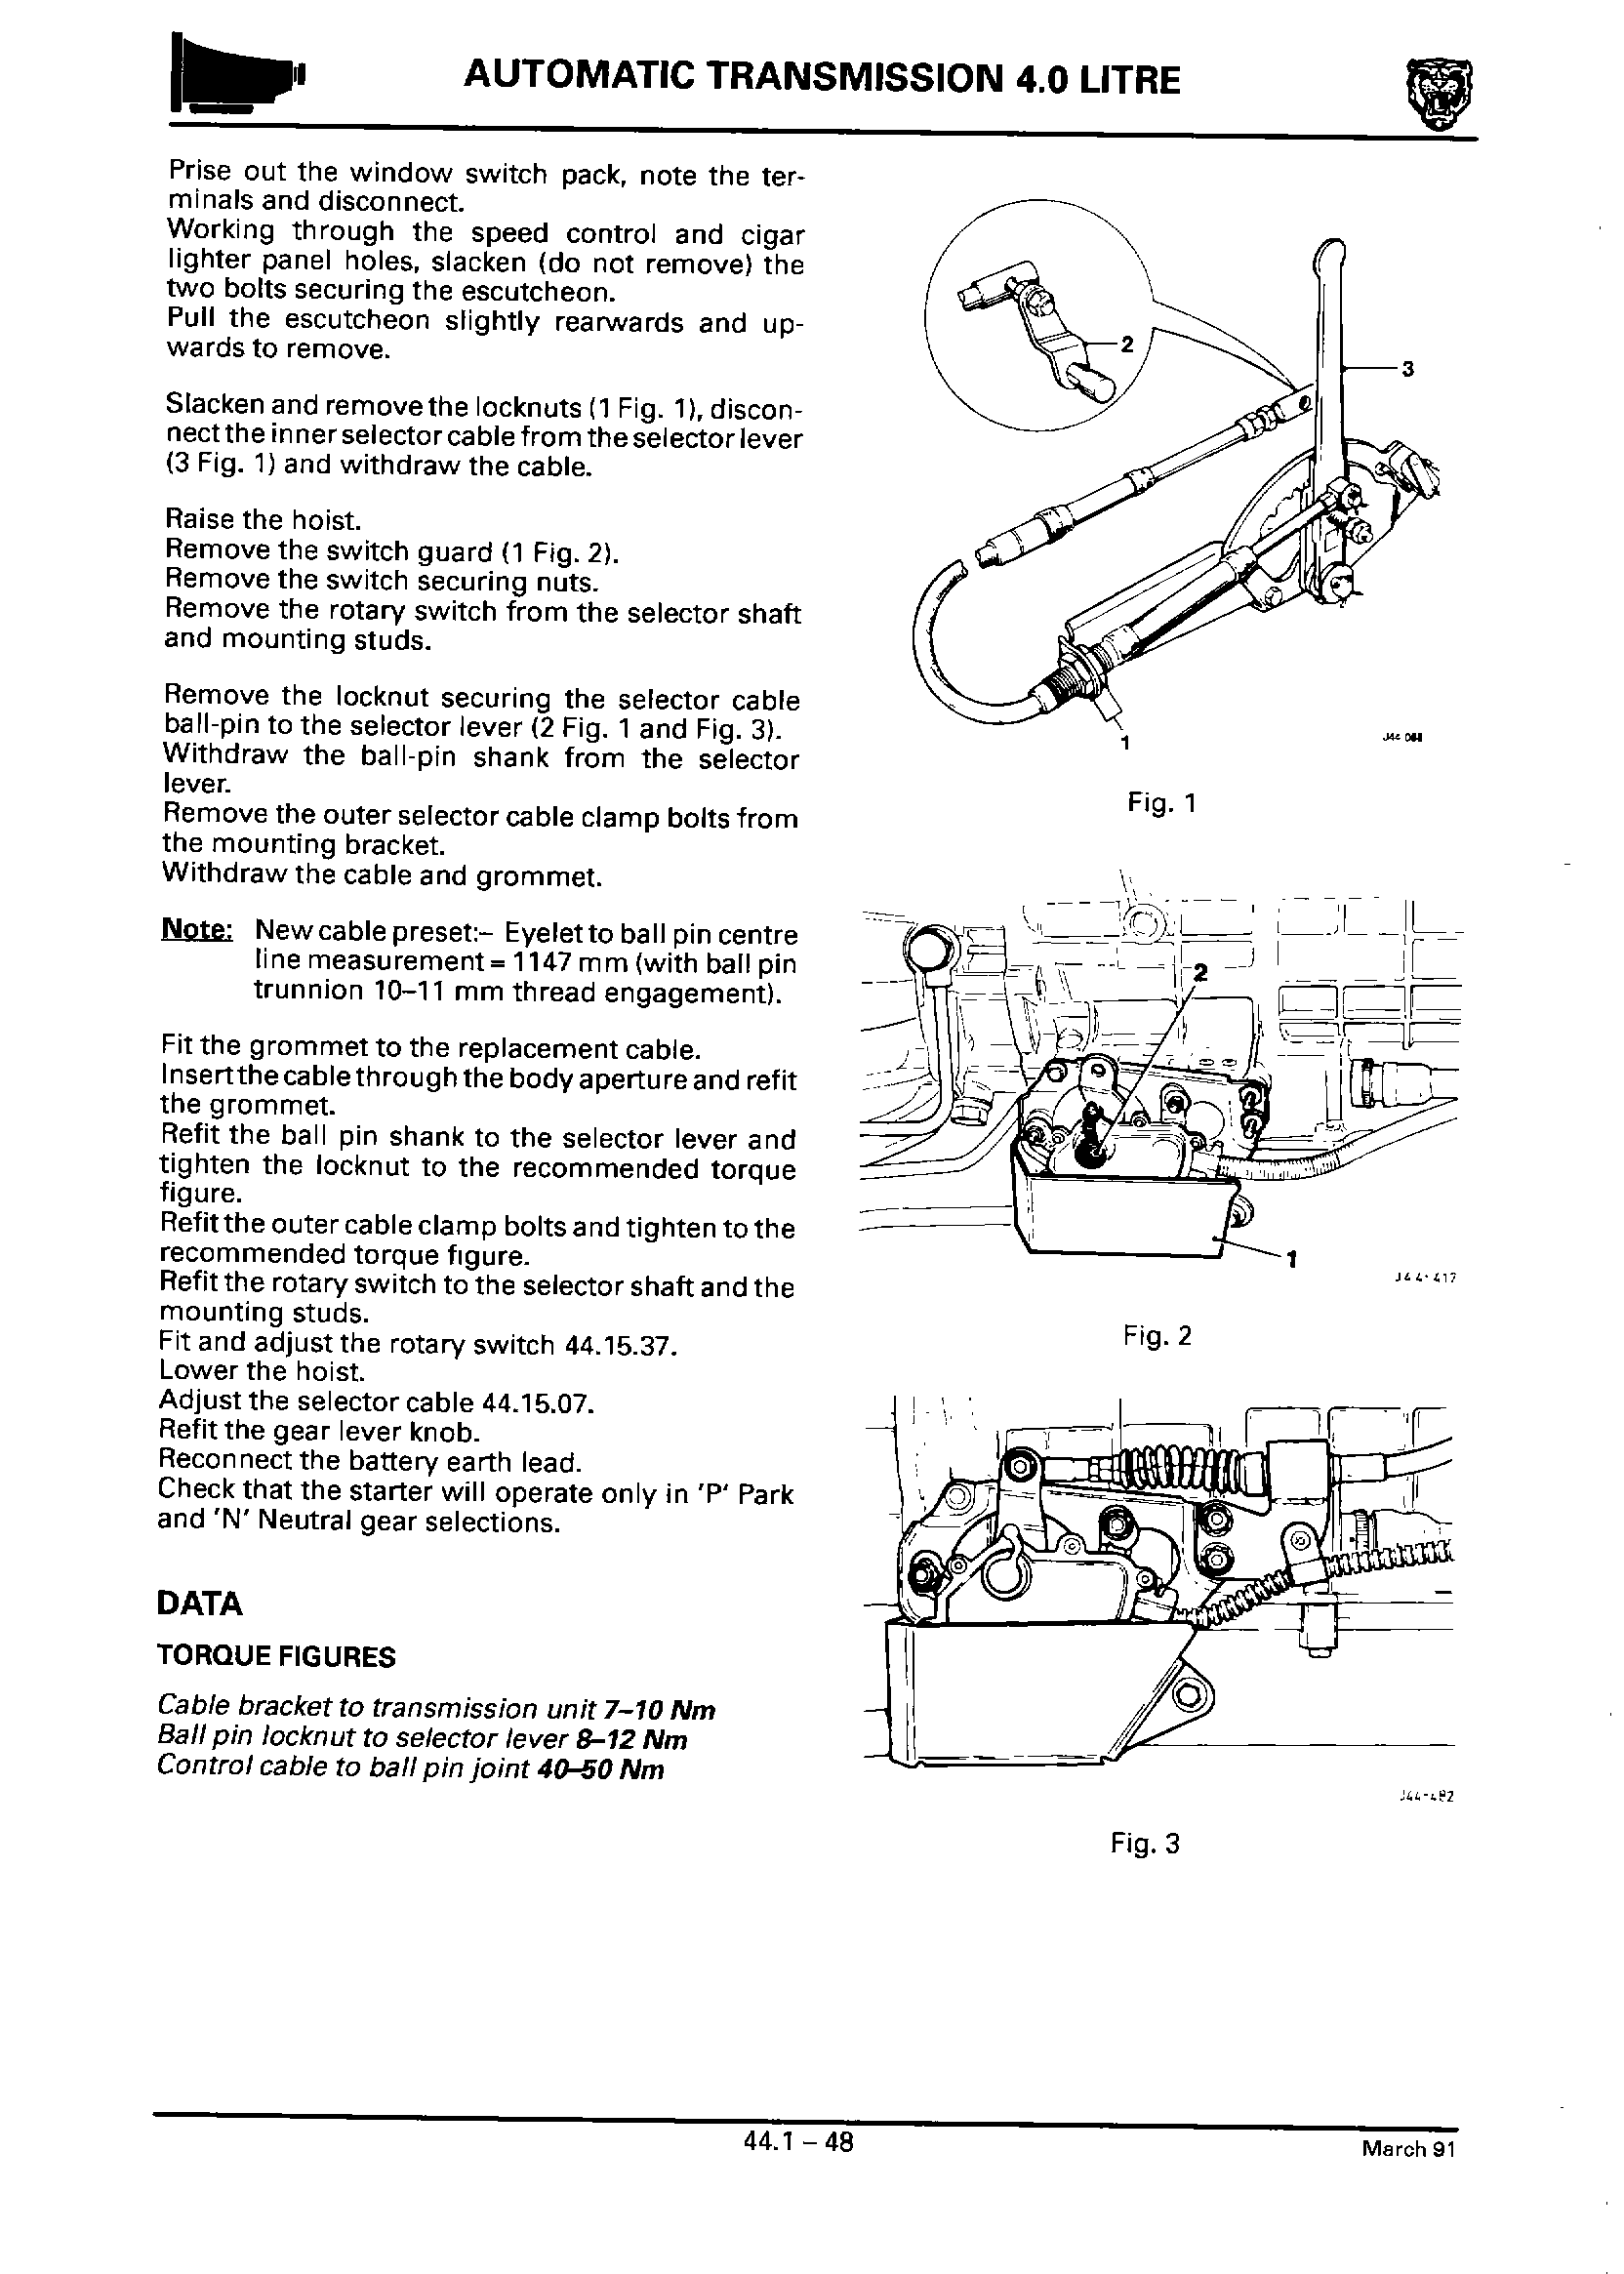 AUTOMATIC TRANSMISSION 4.0 LITRE
Prise out the window switch pack, note the ter-
minals and disconnect.
Working through the speed control and cigar
lighter panel holes, slacken (do not remove) the
two bolts securing the escutcheon.
Pull the escutcheon slightly rearwards and up-
wards to remove.
Slacken and remove the locknuts (1 Fig. 1), discon-
nect the inner selector cable from the selector lever
(3 Fig. 1) and withdraw the cable.
Raise the hoist.
Remove the switch guard (1 Fig. 2).
Remove the switch securing nuts.
Remove the rotary switch from the selector shaft
and mounting studs.
Remove the locknut securing the selector cable
ball-pin to the selector lever (2 Fig. 1 and Fig. 3).
Withdraw the ball-pin shank from the selector
lever.
Remove the outer selector cable clamp bolts from
the mounting bracket.
Withdraw the cable and grommet.
Note: New cable preset:– Eyelet to ball pin centre
line measurement = 1147 mm (with ball pin
trunnion 10–11 mm thread engagement).
Fit the grommet to the replacement cable.
Insert the cable through the body aperture and refit
the grommet.
Refit the ball pin shank to the selector lever and
tighten the locknut to the recommended torque
figure.
Refit the outer cable clamp bolts and tighten to the
recommended torque figure.
Refit the rotary switch to the selector shaft and the
mounting studs.
Fit and adjust the rotary switch 44.15.37.
Lower the hoist.
Adjust the selector cable 44.15.07.
Refit the gear lever knob.
Reconnect the battery earth lead.
Check that the starter will operate only in 'P' Park
and 'N' Neutral gear selections.
DATA
TORQUE FIGURES
Cable bracket to transmission unit 7–10 Nm
Ball pin locknut to selector lever 8–12 Nm
Control cable to ball pin joint 40–50 Nm
2
3
1
J44
Fig. 1
2
1
J44-417
Fig. 2
J44-482
Fig. 3
44.1 – 48
March 91